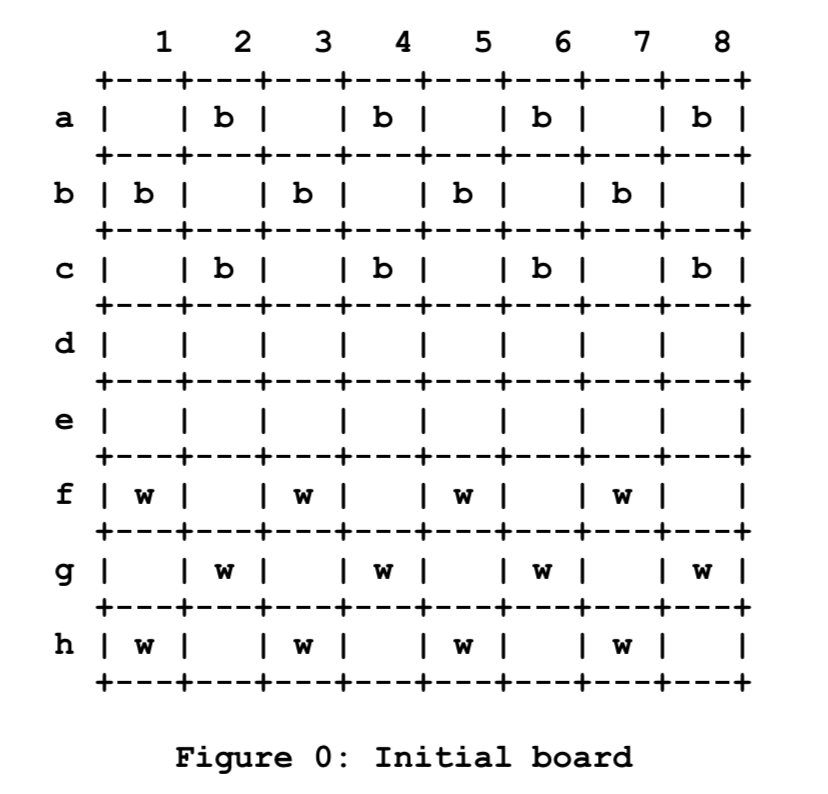 1   2   3   4   5   6   7   8
   +---+---+---+---+---+---+---+---+
a  |   | b |   | b |   | b |   | b |
   +---+---+---+---+---+---+---+---+
b  | b |   | b |   | b |   | b |   |
   +---+---+---+---+---+---+---+---+
c  |   | b |   | b |   | b |   | b |
   +---+---+---+---+---+---+---+---+
d  |   |   |   |   |   |   |   |   |
   +---+---+---+---+---+---+---+---+
e  |   |   |   |   |   |   |   |   |
   +---+---+---+---+---+---+---+---+
f  | w |   | w |   | w |   | w |   |
   +---+---+---+---+---+---+---+---+
g  |   | w |   | w |   | w |   | w |
   +---+---+---+---+---+---+---+---+
h  | w |   | w |   | w |   | w |   |
   +---+---+---+---+---+---+---+---+
Figure 0: Initial board